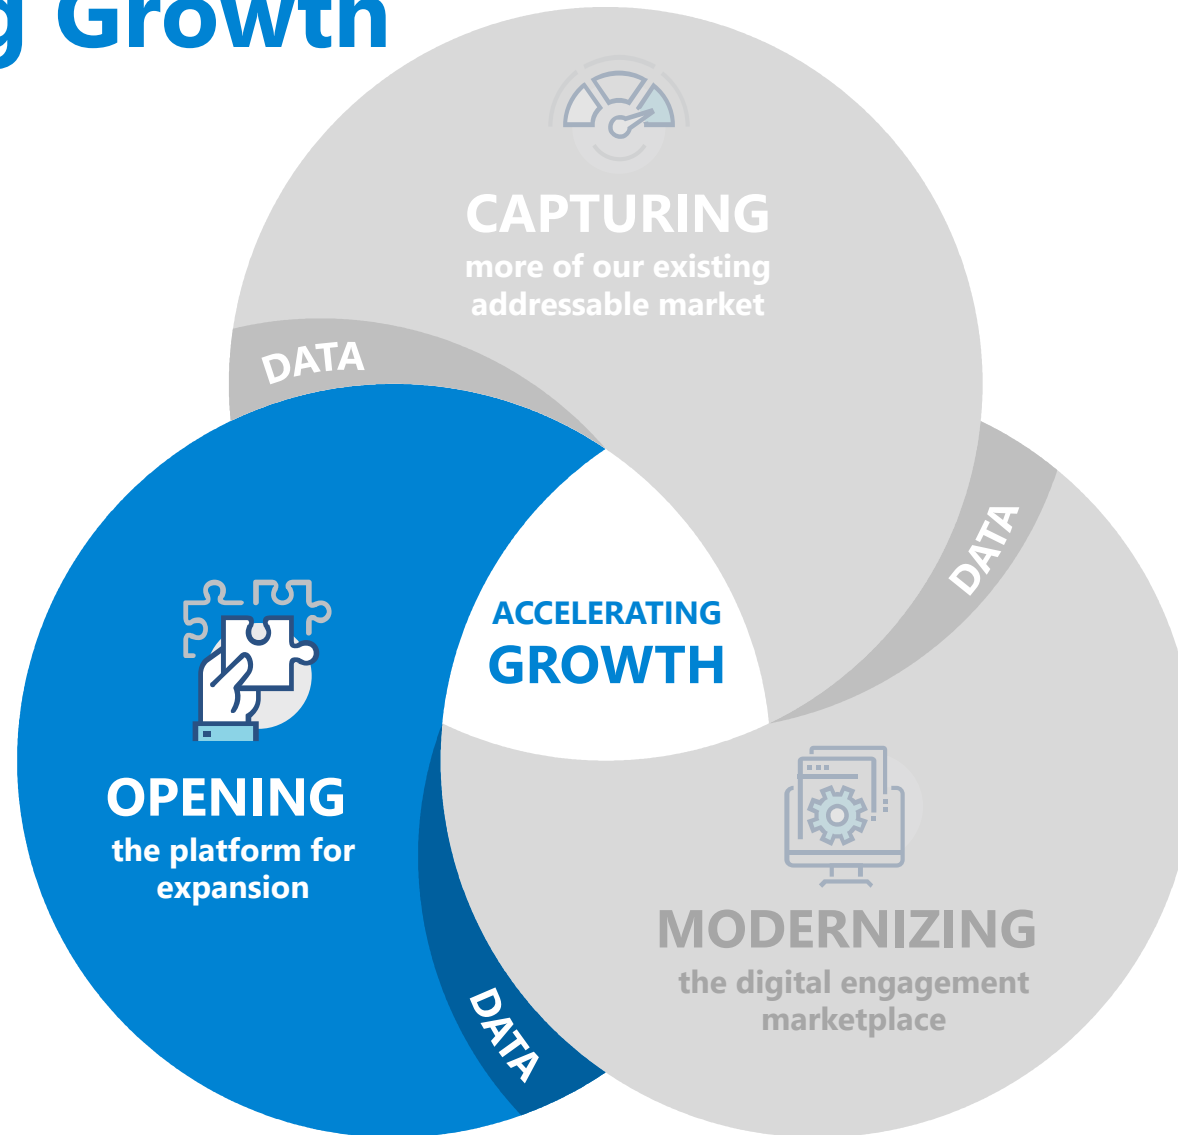 g Growth
CAPTURING
more of our existing
addressable market
DATA
DATA
ACCELERATING
GROWTH
OPENING
the platform for
expansion
MODERNIZING
the digital engagement
marketplace
DATA